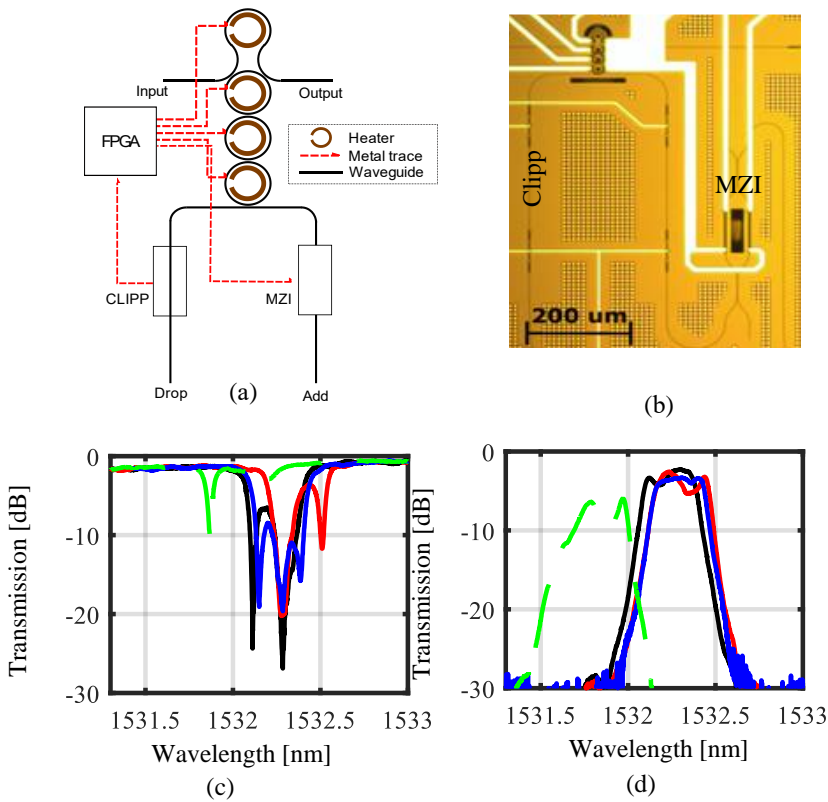 (a)
Input
Output
FPGA
Heater
Metal trace
Waveguide
CLIPP
MZI
Drop
Add
(b)
Clipp
MZI
200 um
Transmission [dB]
0
-10
-20
-30
1531.5
1532
1532.5
1533
Wavelength [nm]
(c)
Transmission [dB]
0
-10
-20
-30
1531.5
1532
1532.5
1533
Wavelength [nm]
(d)